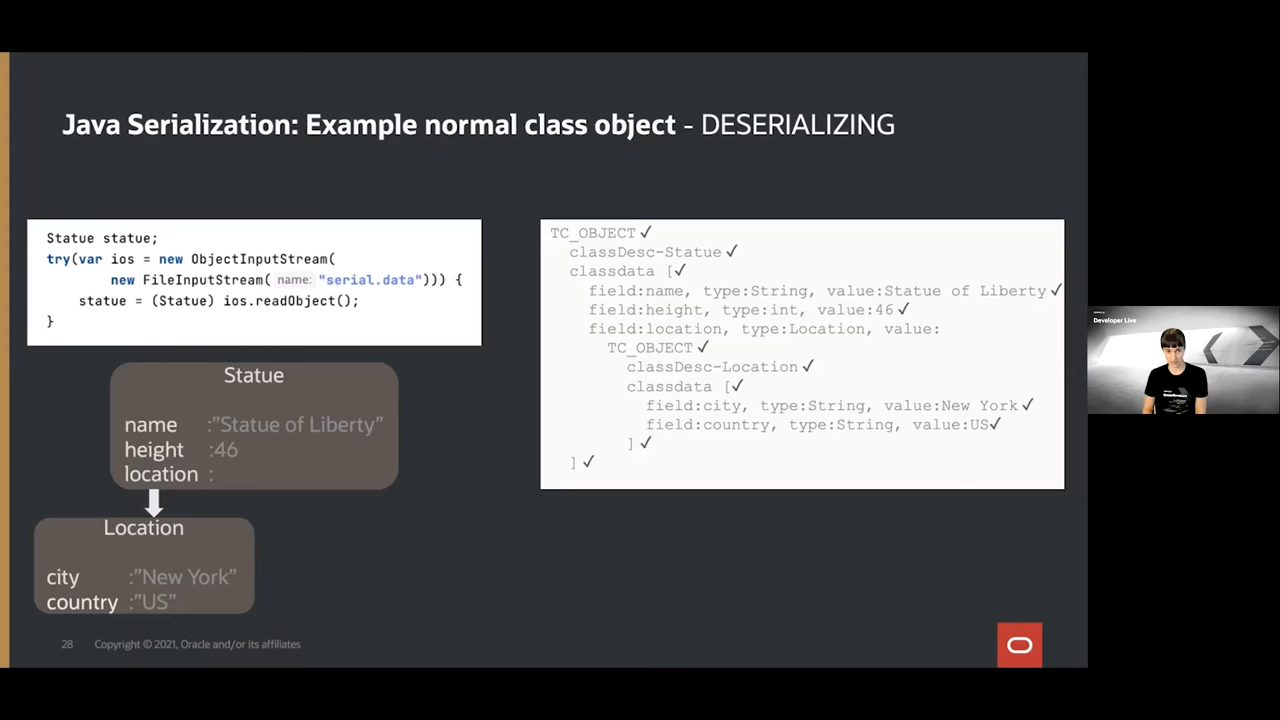 Java Serialization: Example normal class object - DESERIALIZING
Statue statue;
try(var ios = new ObjectInputStream(
new FileInputStream( name: "serial.data"))) {
statue = (Statue) ios.readObject();
}
Statue
name :"Statue of Liberty"
height :46
location :
Location
city :"New York"
country :"US"
TC_OBJECT ✓
classDesc-Statue ✓
classdata [✓
field:name, type:String, value:Statue of Liberty ✓
field:height, type:int, value:46 ✓
field:location, type:Location, value:
TC_OBJECT ✓
classDesc-Location ✓
classdata [✓
field:city, type:String, value:New York ✓
field:country, type:String, value:US✓
] ✓
] ✓
28 Copyright © 2021, Oracle and/or its affiliates
ORACLE
Developer Live